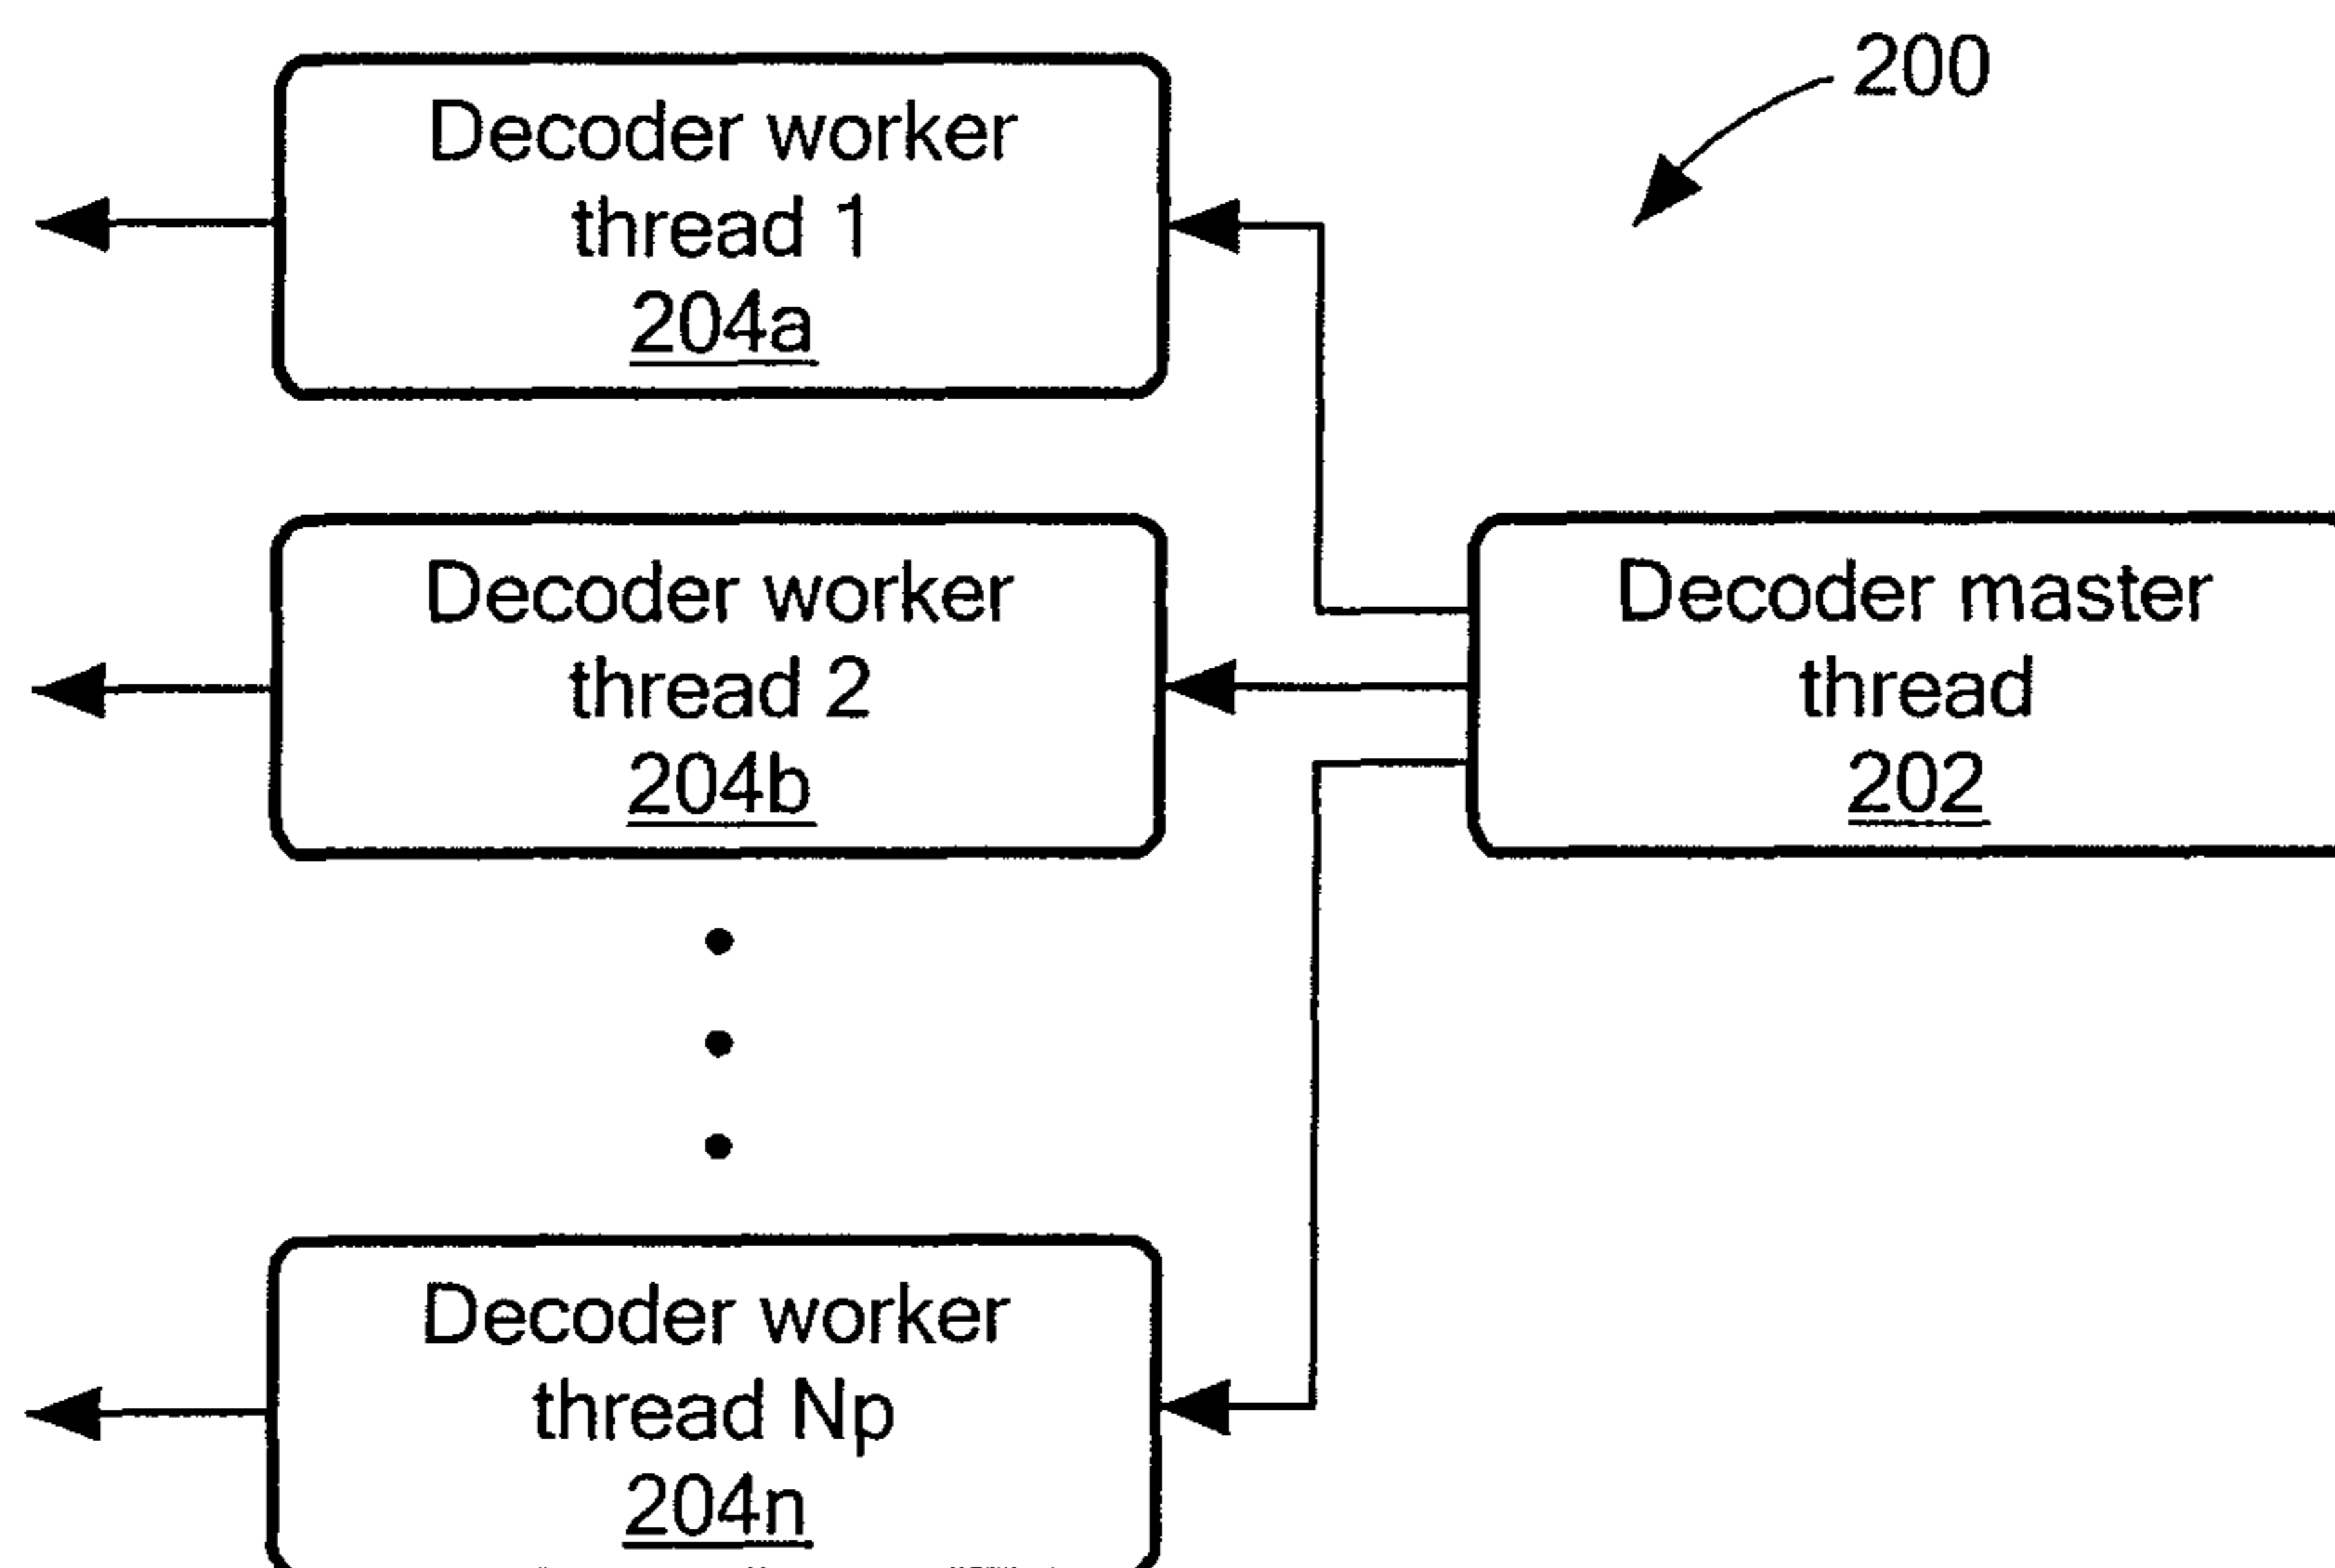 200
Decoder worker
thread 1
204a
Decoder worker
thread 2
204b
Decoder master
thread
202
Decoder worker
thread Np
204n